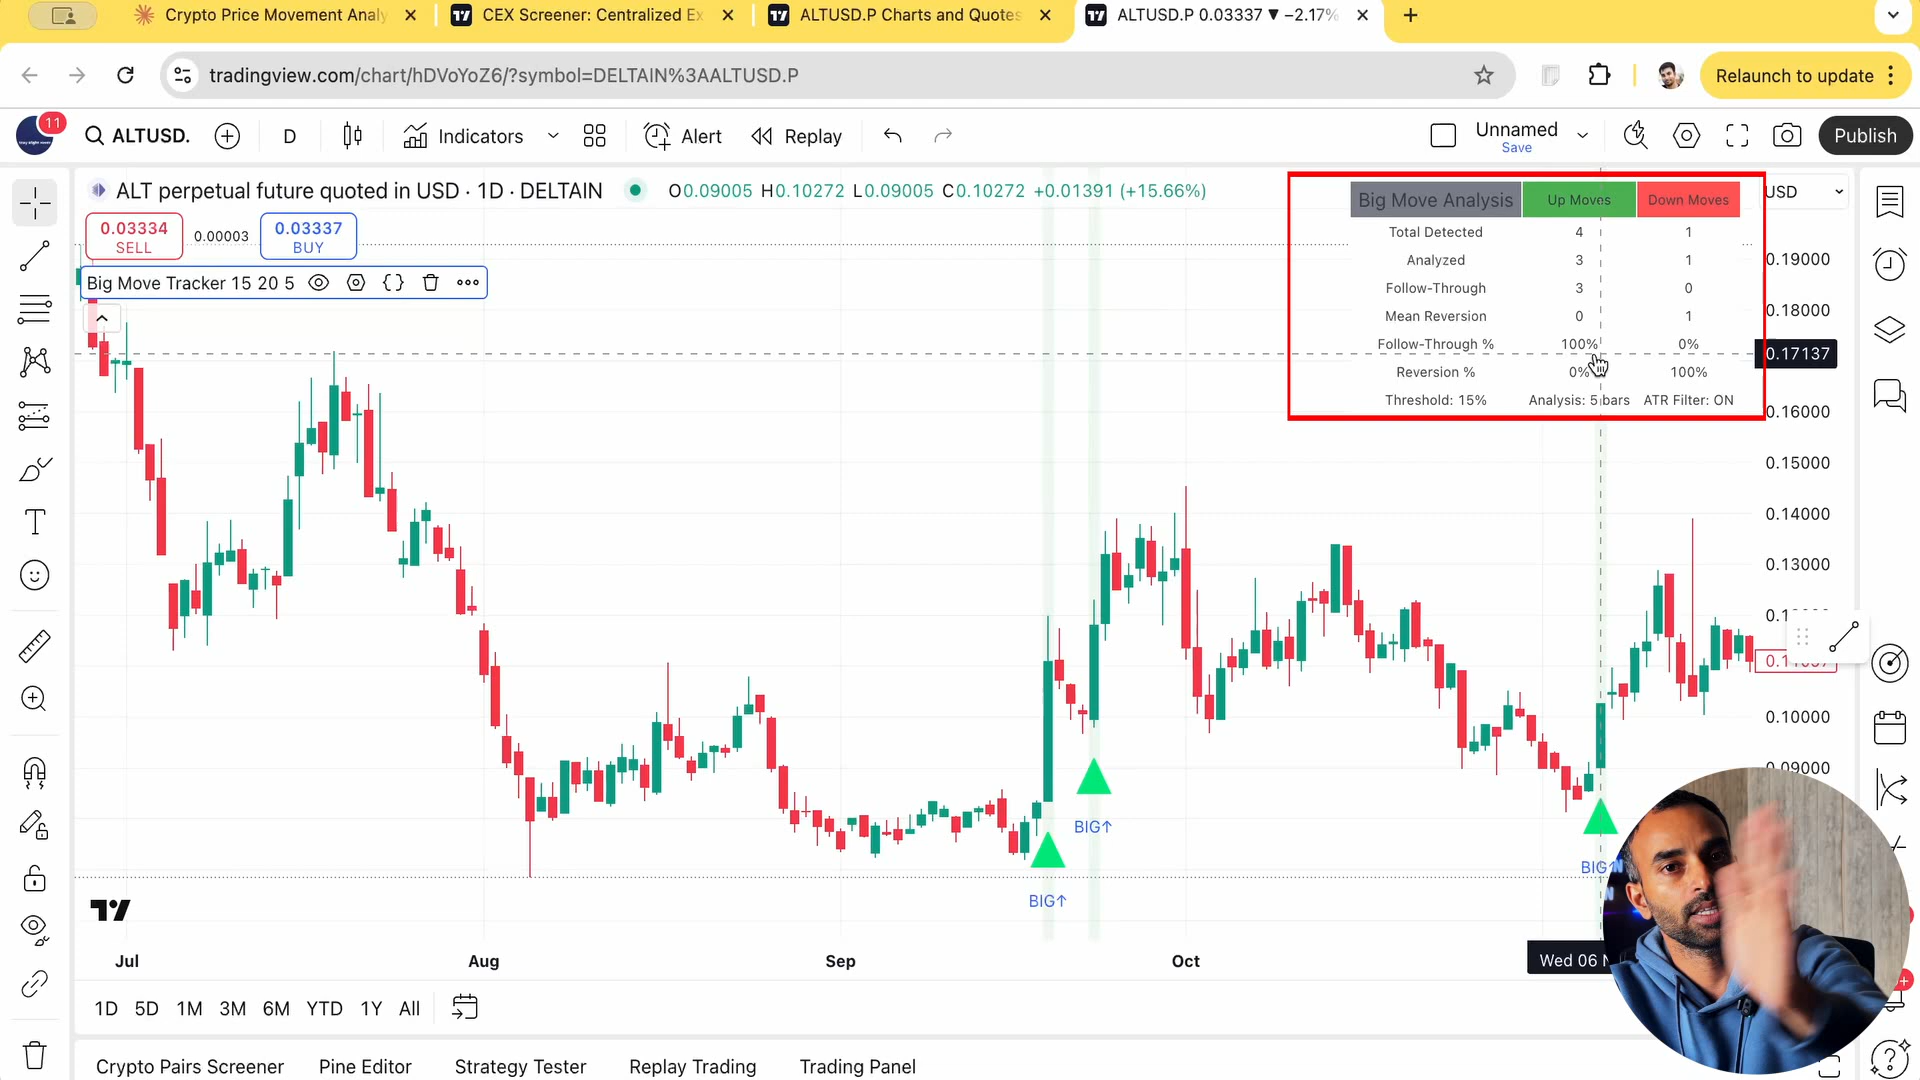 Crypto Price Movement Analy
CEX Screener: Centralized Ex
ALTUSD.P Charts and Quotes
ALTUSD.P 0.03337 ▼ −2.17%
tradingview.com/chart/hDVoYoZ6/?symbol=DELTAIN%3AALTUSD.P
Relaunch to update
11
ALTUSD.
D
Indicators
Alert
Replay
Unnamed
Save
Publish
ALT perpetual future quoted in USD · 1D · DELTAIN
O0.09005 H0.10272 L0.09005 C0.10272 +0.01391 (+15.66%)
0.03334
SELL
0.00003
0.03337
BUY
Big Move Tracker 15 20 5
Big Move Analysis Up Moves Down Moves
Total Detected 4 1
Analyzed 3 1
Follow-Through 3 0
Mean Reversion 0 1
Follow-Through % 100% 0%
Reversion % 0% 100%
Threshold: 15% Analysis: 5 bars ATR Filter: ON
USD
0.19000
0.18000
0.17137
0.16000
0.15000
0.14000
0.13000
0.10000
0.09000
BIG↑
BIG↑
Jul
Aug
Sep
Oct
Wed 06
1D 5D 1M 3M 6M YTD 1Y All
Crypto Pairs Screener
Pine Editor
Strategy Tester
Replay Trading
Trading Panel